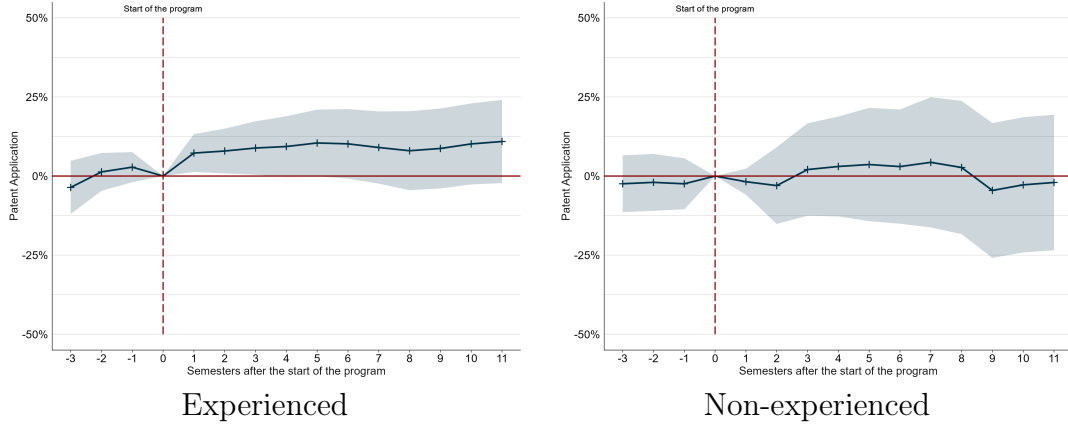 Start of the program
50%
25%
0%
-25%
-50%
Patent Application
-3 -2 -1 0 1 2 3 4 5 6 7 8 9 10 11
Semesters after the start of the program
Experienced
Start of the program
50%
25%
0%
-25%
-50%
Patent Application
-3 -2 -1 0 1 2 3 4 5 6 7 8 9 10 11
Semesters after the start of the program
Non-experienced